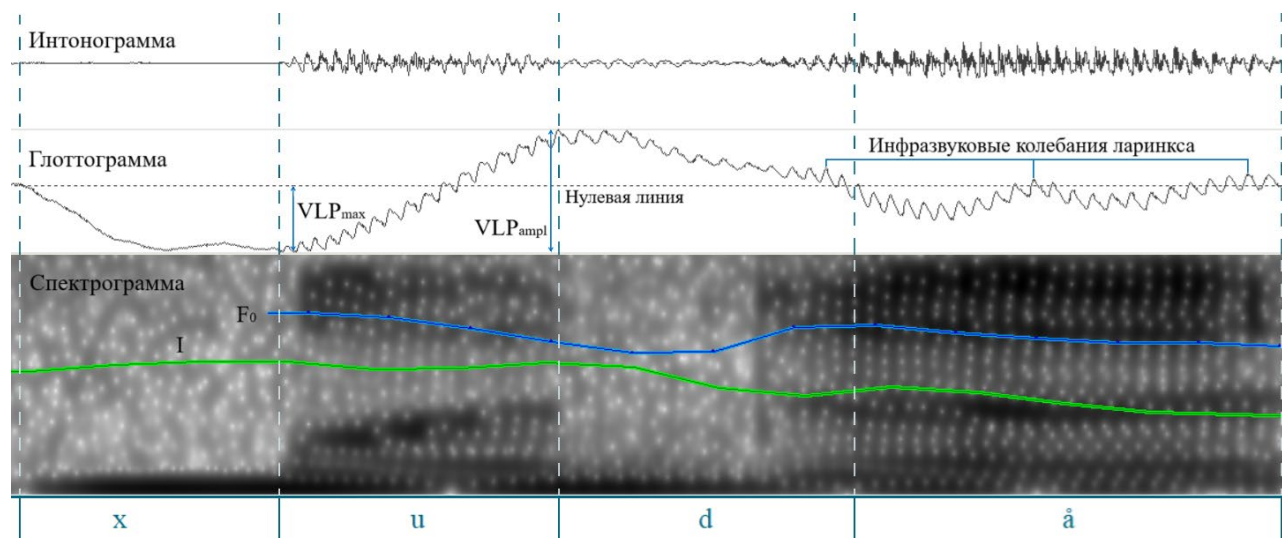 Интонограмма
Глоттограмма
Инфразвуковые колебания ларинкса
VLPmax
VLPampl
Нулевая линия
Спектрограмма
F0
I
x u d å